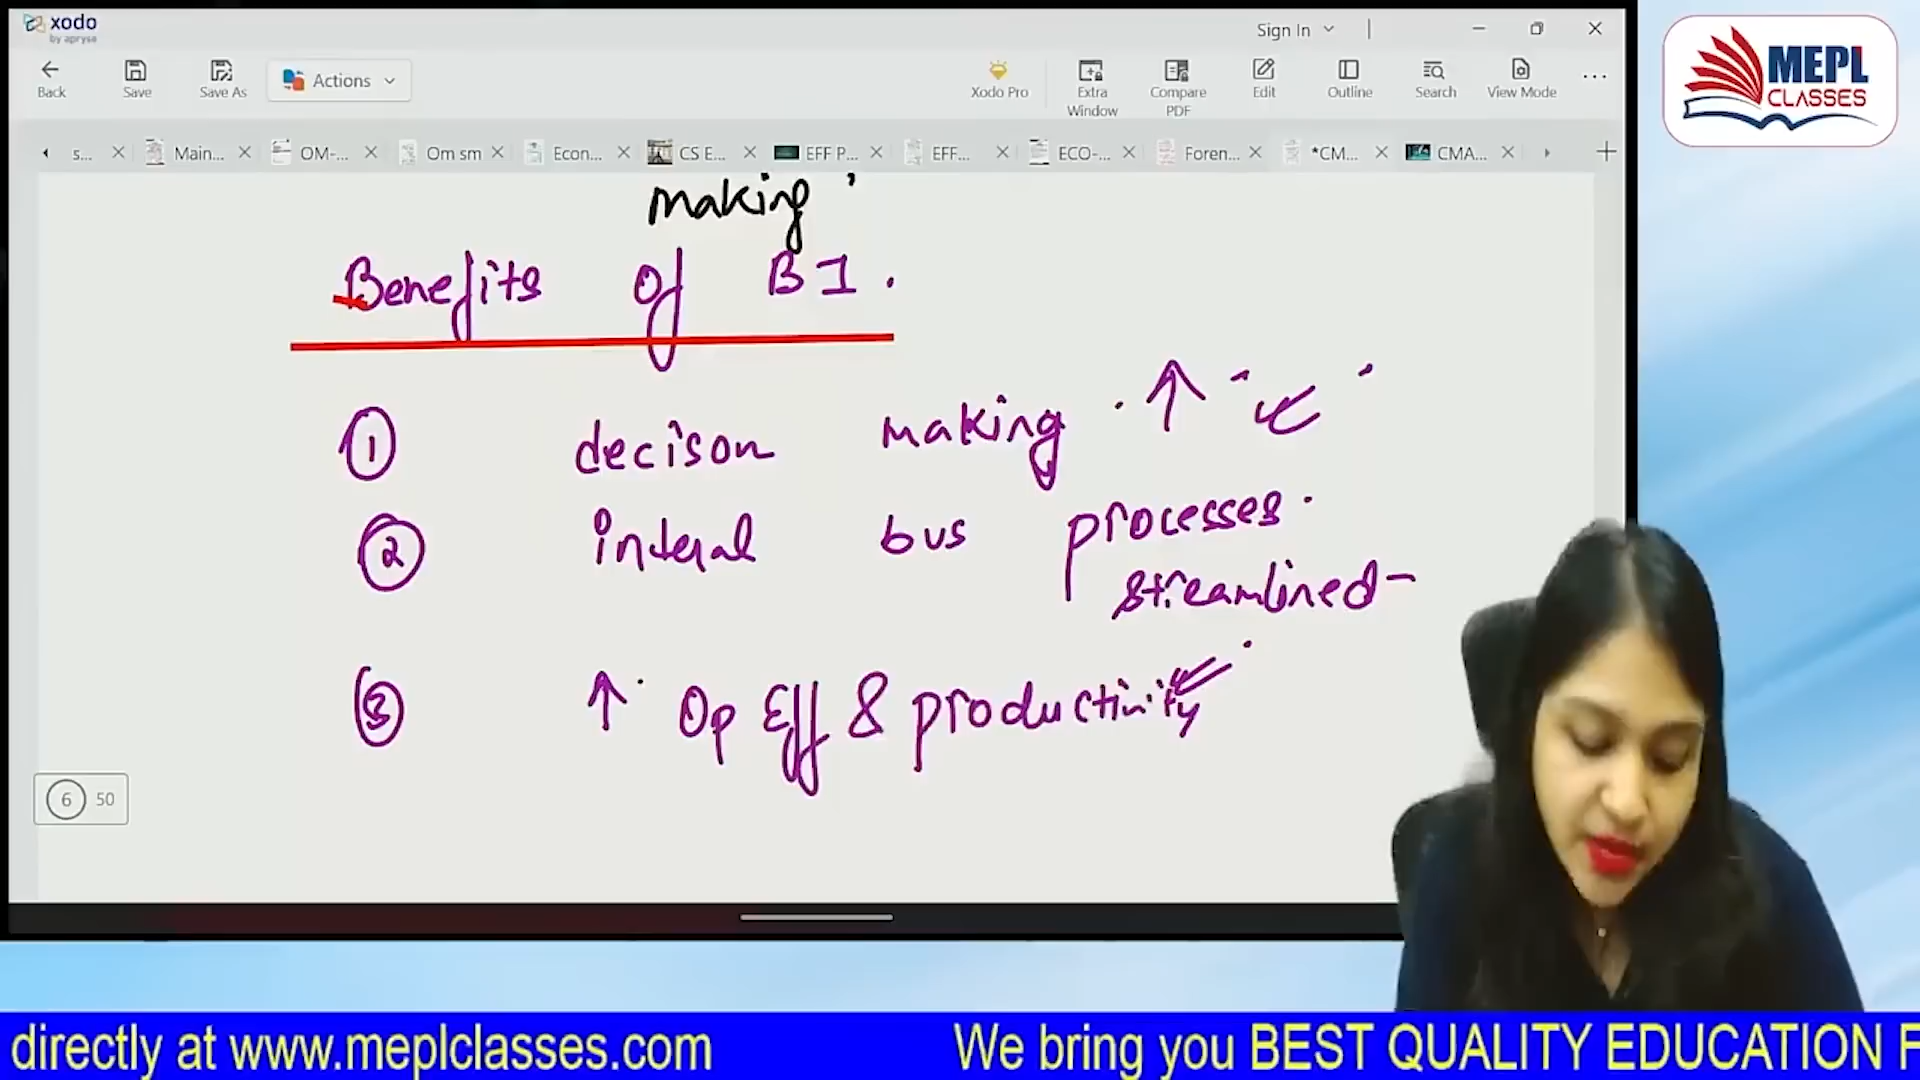 xodo
by apryse
Sign In
Back
Save
Save As
Actions
Xodo Pro
Extra Window
Compare PDF
Edit
Outline
Search
View Mode
s...
Main...
OM-...
Om sm
Econ...
CS E...
EFF P...
EFF...
ECO-...
Foren...
*CM...
CMA...
MEPL
CLASSES
making
Benefits of BI.
① decison making ↑
② interal bus processes.
streamlined-
③ ↑ Op Eff & productivity
6 50
directly at www.meplclasses.com We bring you BEST QUALITY EDUCATION F